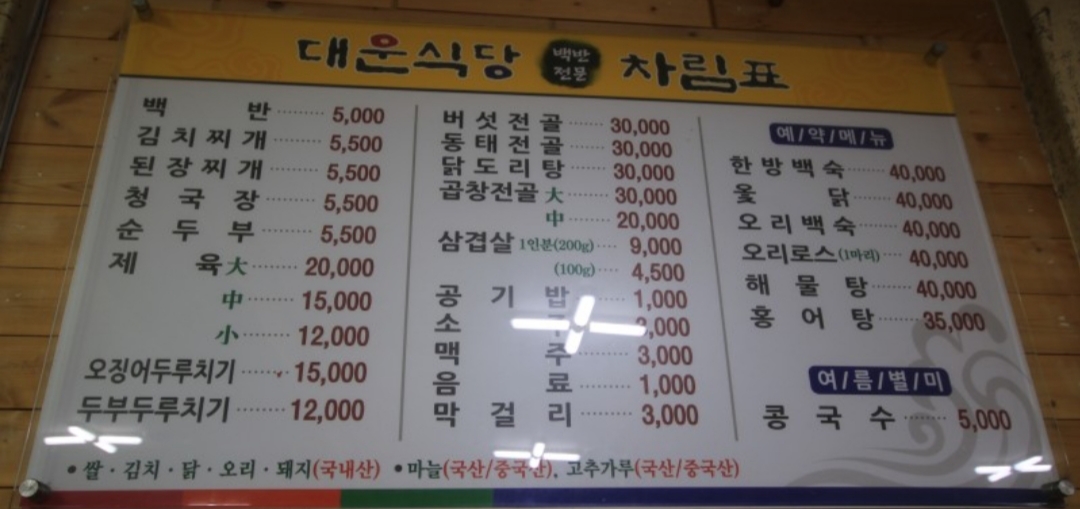 대운식당 백반전문 차림표
백반 5,000
김치찌개 5,500
된장찌개 5,500
청국장 5,500
순두부 5,500
제육 大 20,000
中 15,000
小 12,000
오징어두루치기 15,000
두부두루치기 12,000
버섯전골 30,000
동태전골 30,000
닭도리탕 30,000
곱창전골 大 30,000
中 20,000
삼겹살 1인분(200g) 9,000
(100g) 4,500
공기밥 1,000
소주
맥주 3,000
음료 1,000
막걸리 3,000
예/약/메/뉴
한방백숙 40,000
옻닭 40,000
오리백숙 40,000
오리로스(1마리) 40,000
해물탕 40,000
홍어탕 35,000
여/름/별/미
콩국수 5,000
• 쌀·김치·닭·오리·돼지(국내산) •마늘(국산/중국산), 고추가루(국산/중국산)